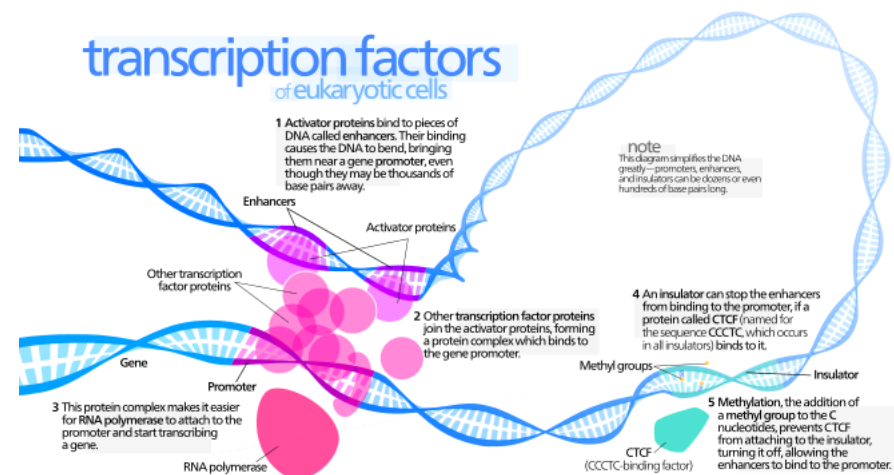 transcription factors
of eukaryotic cells
1 Activator proteins bind to pieces of
DNA called enhancers. Their binding
causes the DNA to bend, bringing
them near a gene promoter, even
though they may be thousands of
base pairs away.
Enhancers
Activator proteins
Other transcription
factor proteins
2 Other transcription factor proteins
join the activator proteins, forming
a protein complex which binds to
the gene promoter.
Gene
Promoter
3 This protein complex makes it easier
for RNA polymerase to attach to the
promoter and start transcribing
a gene.
RNA polymerase
note
This diagram simplifies the DNA
greatly—promoters, enhancers,
and insulators can be dozens or even
hundreds of base pairs long.
4 An insulator can stop the enhancers
from binding to the promoter, if a
protein called CTCF (named for
the sequence CCCTC, which occurs
in all insulators) binds to it.
Methyl groups
Insulator
5 Methylation, the addition of
a methyl group to the C
nucleotides, prevents CTCF
from attaching to the insulator,
turning it off, allowing the
enhancers to bind to the promoter.
CTCF
(CCCTC-binding factor)